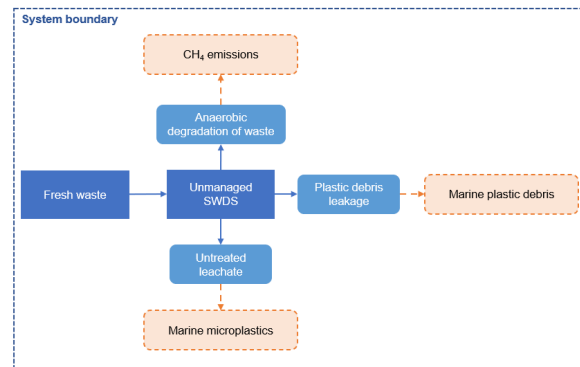 System boundary
CH₄ emissions
Anaerobic
degradation of waste
Fresh waste
Unmanaged
SWDS
Plastic debris
leakage
Marine plastic debris
Untreated
leachate
Marine microplastics